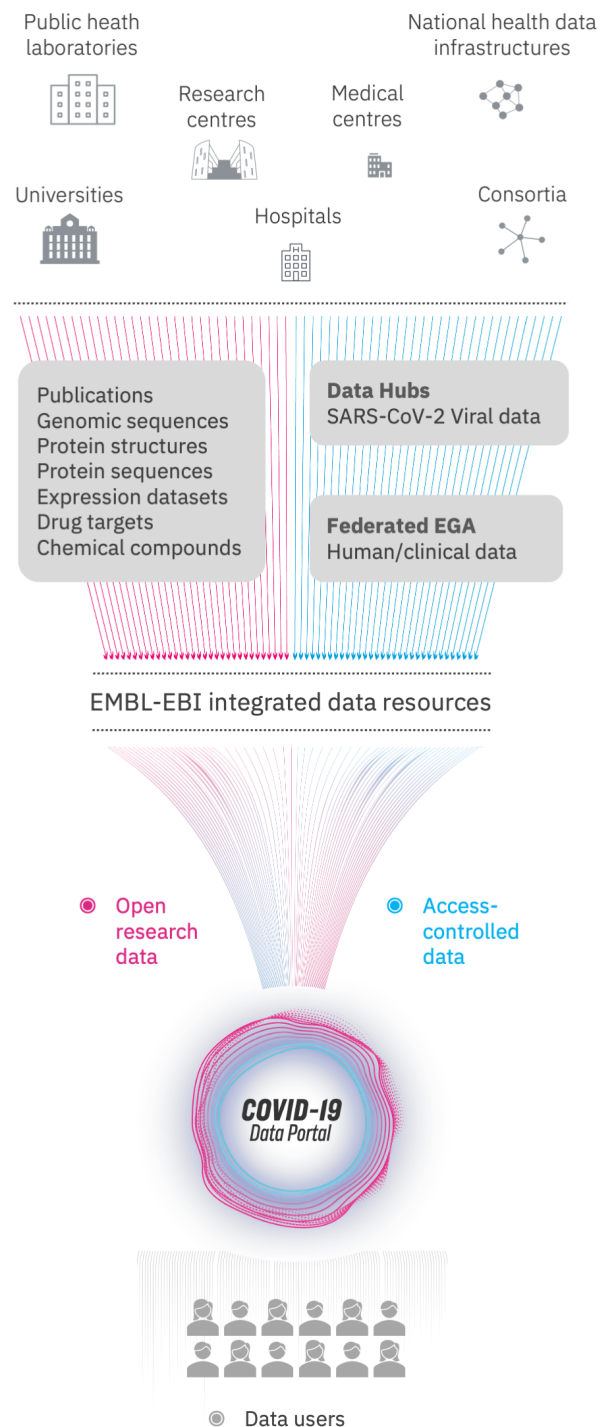 Public heath
laboratories
National health data
infrastructures
Research
centres
Medical
centres
Universities
Hospitals
Consortia
Publications
Genomic sequences
Protein structures
Protein sequences
Expression datasets
Drug targets
Chemical compounds
Data Hubs
SARS-CoV-2 Viral data
Federated EGA
Human/clinical data
EMBL-EBI integrated data resources
Open
research
data
Access-
controlled
data
COVID-19
Data Portal
Data users